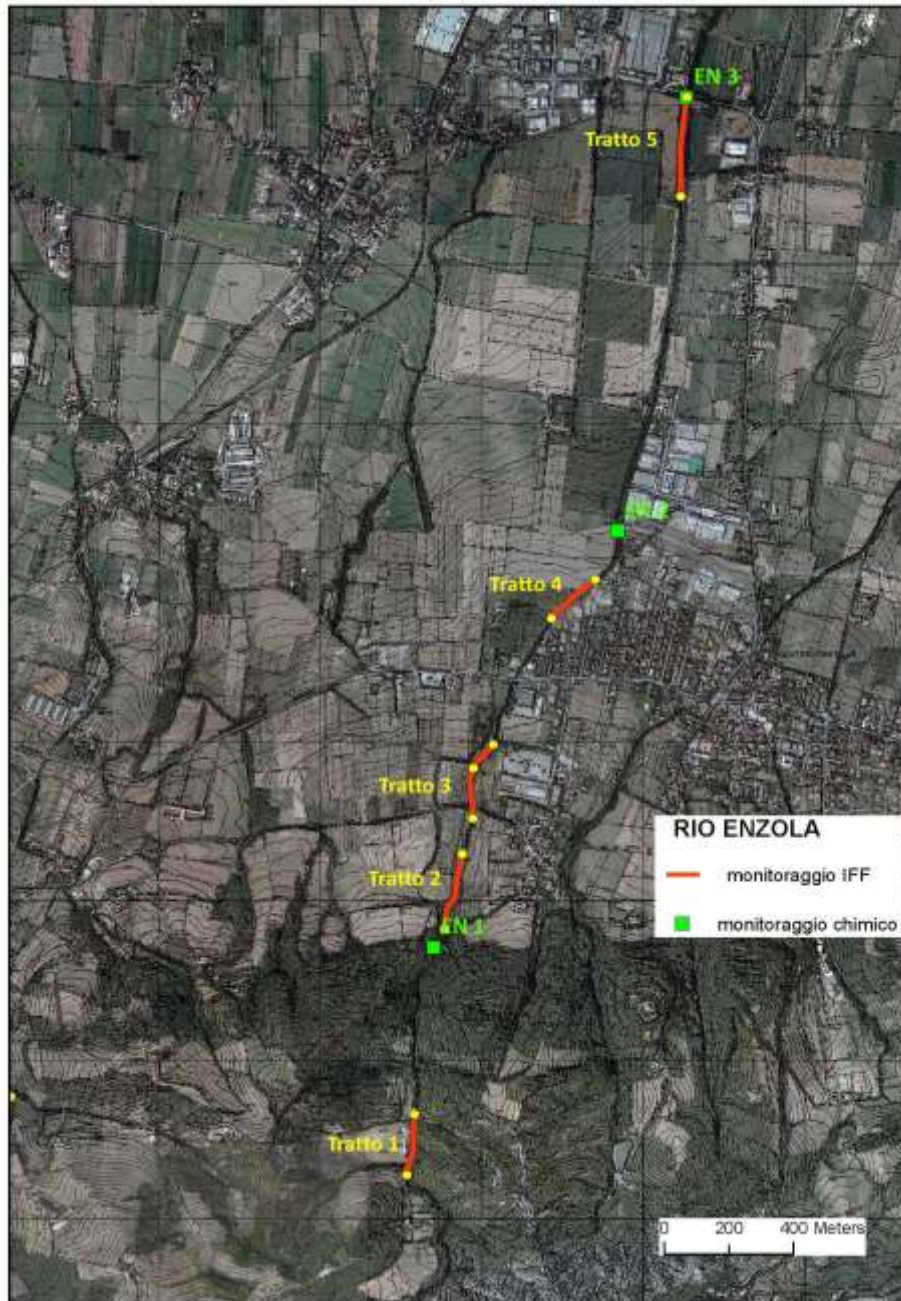 EN 3
Tratto 5
Tratto 4
Tratto 3
Tratto 2
EN 1
Tratto 1
RIO ENZOLA
monitoraggio IFF
monitoraggio chimico
0 200 400 Meters